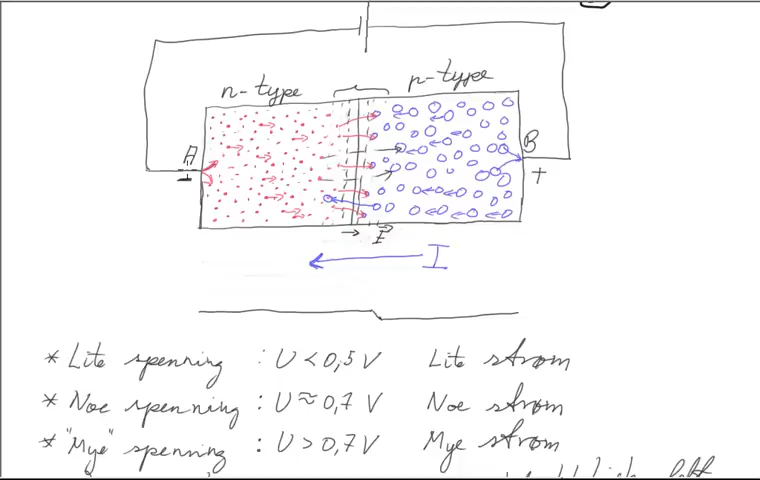 n-type p-type
A B
- +
E
I
* Lite spenning : U < 0,5 V Lite strøm
* Noe spenning : U ≈ 0,7 V Noe strøm
* "Mye" spenning : U > 0,7 V Mye strøm